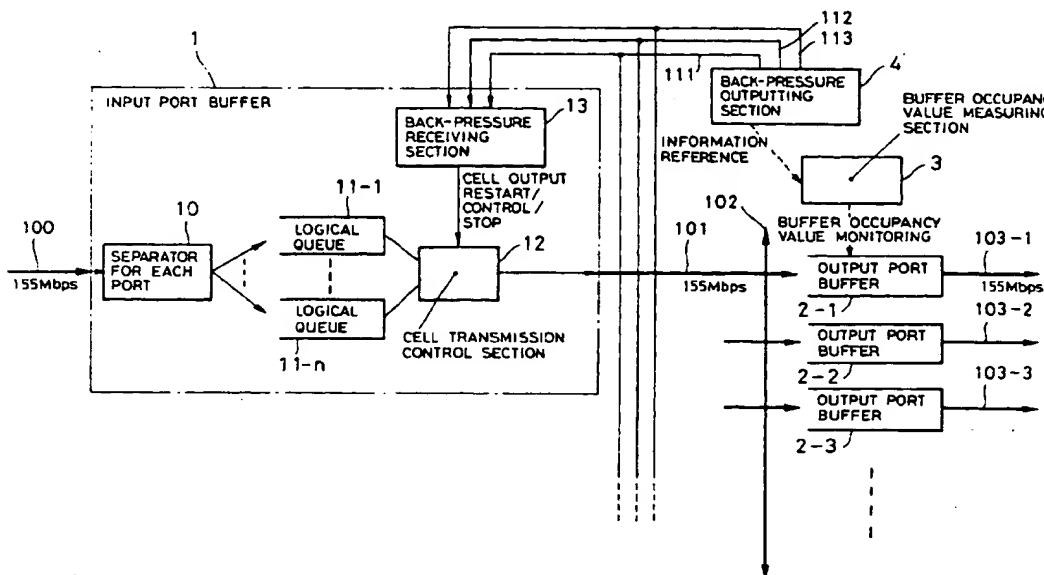 112
113
1
111
4
INPUT PORT BUFFER
13
BACK-PRESSURE
OUTPUTTING
SECTION
BUFFER OCCUPANCY
VALUE MEASURING
SECTION
BACK-PRESSURE
RECEIVING
SECTION
INFORMATION
REFERENCE
3
CELL OUTPUT
RESTART/
CONTROL/
STOP
11-1
10
LOGICAL
QUEUE
12
102
BUFFER OCCUPANCY
VALUE MONITORING
100
SEPARATOR
FOR EACH
PORT
101
103-1
155Mbps
155Mbps
OUTPUT PORT
BUFFER
155Mbps
2-1
103-2
LOGICAL
QUEUE
CELL TRANSMISSION
CONTROL SECTION
OUTPUT PORT
BUFFER
11-n
2-2
103-3
OUTPUT PORT
BUFFER
2-3